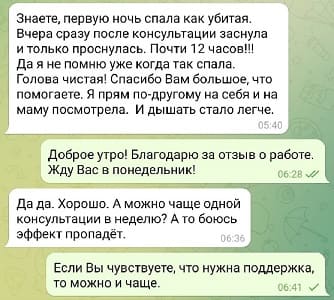 Знаете, первую ночь спала как убитая.
Вчера сразу после консультации заснула
и только проснулась. Почти 12 часов!!!
Да я не помню уже когда так спала.
Голова чистая! Спасибо Вам большое, что
помогаете. Я прям по-другому на себя и на
маму посмотрела. И дышать стало легче.
05:40
Доброе утро! Благодарю за отзыв о работе.
Жду Вас в понедельник!
06:28
Да да. Хорошо. А можно чаще одной
консультации в неделю? А то боюсь
эффект пропадёт.
06:36
Если Вы чувствуете, что нужна поддержка,
то можно и чаще.
06:41